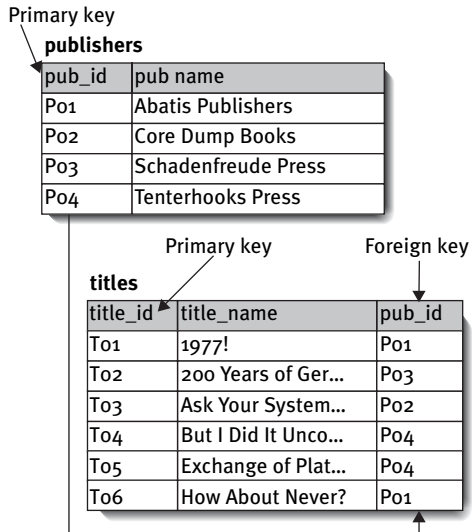 Primary key
publishers
pub_id pub name
P01 Abatis Publishers
P02 Core Dump Books
P03 Schadenfreude Press
P04 Tenterhooks Press
Primary key Foreign key
titles
title_id title_name pub_id
T01 1977! P01
T02 200 Years of Ger... P03
T03 Ask Your System... P02
T04 But I Did It Unco... P04
T05 Exchange of Plat... P04
T06 How About Never? P01